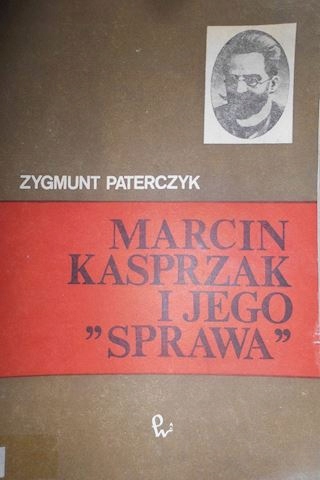 ZYGMUNT PATERCZYK
MARCIN
KASPRZAK
I JEGO
”SPRAWA”